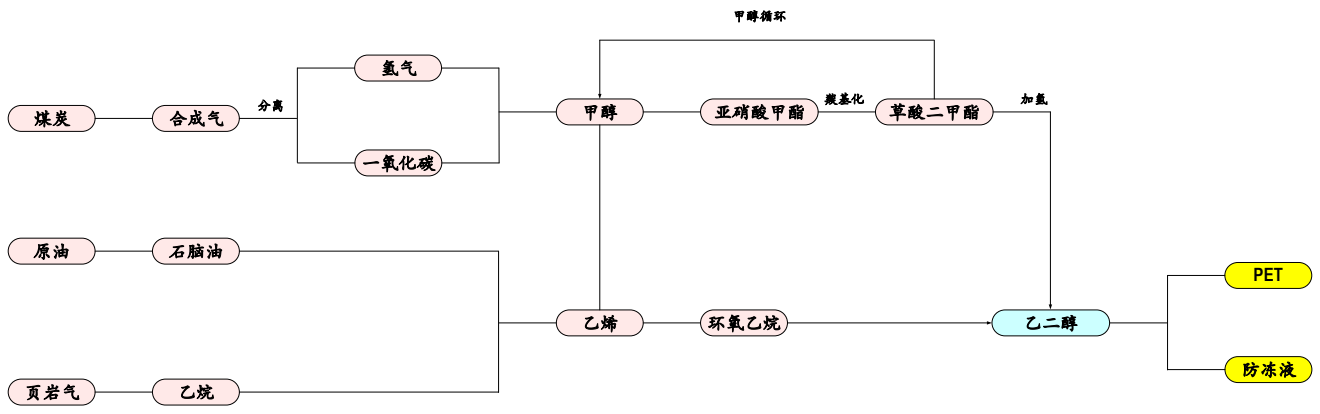 甲醇循环
氢气
分离
煤炭
合成气
甲醇
亚硝酸甲酯
羰基化
草酸二甲酯
加氢
一氧化碳
原油
石脑油
PET
乙烯
环氧乙烷
乙二醇
页岩气
乙烷
防冻液